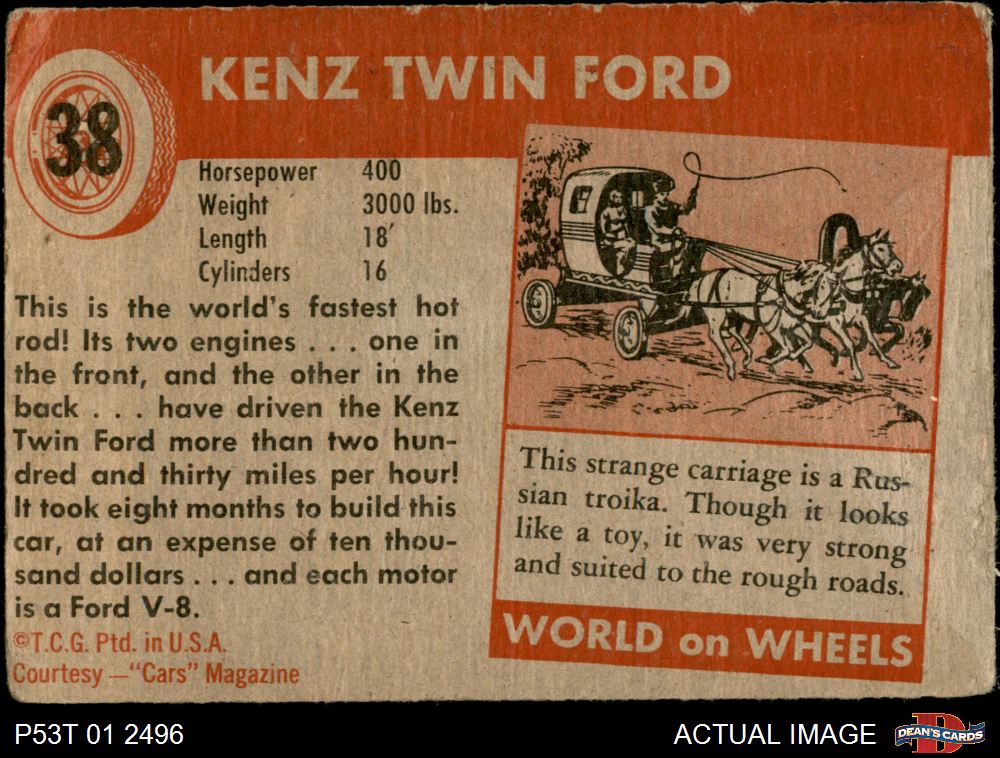 38
KENZ TWIN FORD
Horsepower 400
Weight 3000 lbs.
Length 18'
Cylinders 16
This is the world's fastest hot
rod! Its two engines . . . one in
the front, and the other in the
back . . . have driven the Kenz
Twin Ford more than two hun-
dred and thirty miles per hour!
It took eight months to build this
car, at an expense of ten thou-
sand dollars . . . and each motor
is a Ford V-8.
©T.C.G. Ptd. in U.S.A.
Courtesy—"Cars" Magazine
This strange carriage is a Rus-
sian troika. Though it looks
like a toy, it was very strong
and suited to the rough roads.
WORLD on WHEELS
P53T 01 2496
ACTUAL IMAGE
DEAN'S CARDS